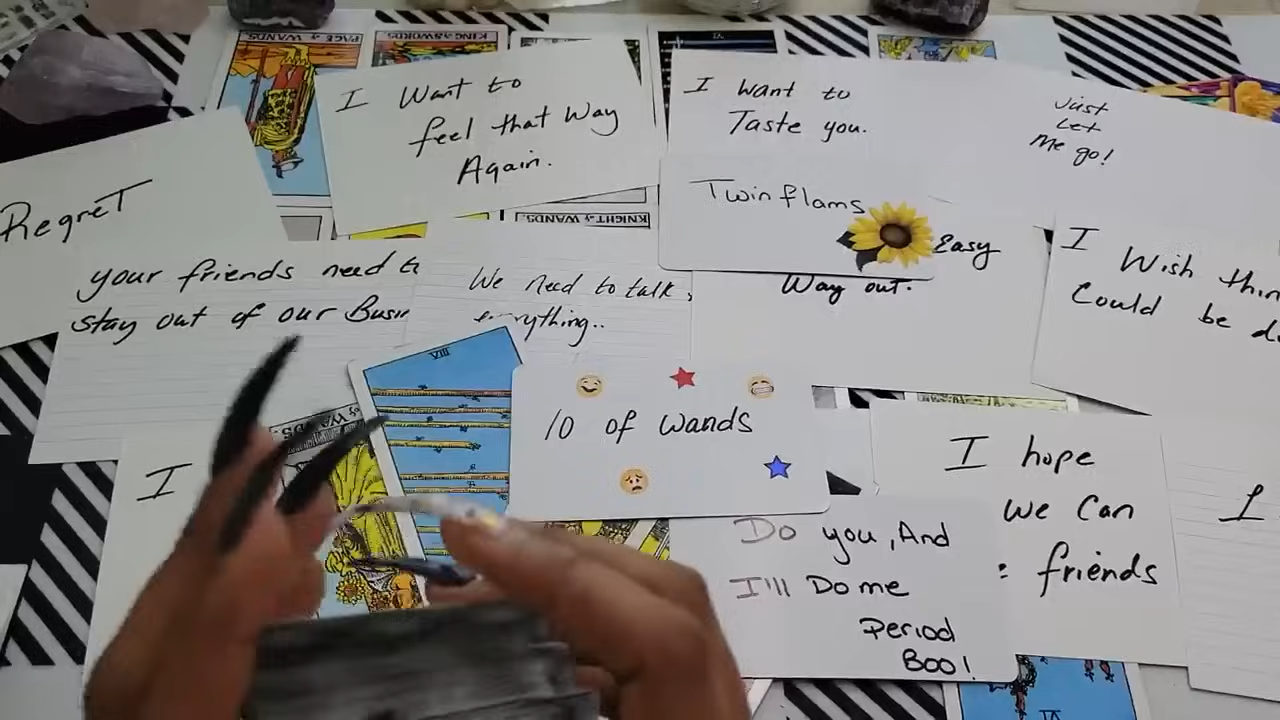 PAGE of WANDS
KING of SWORDS
VI
I Want to
feel that Way
Again.
I want to
Taste you.
Just
Let
Me go!
RegreT
KNIGHT of WANDS
Twin flams
Easy
Way out.
I Wish
Could be
your friends need
stay out of our
We need to talk,
VIII
10 of wands
I hope
we Can
friends
I
I
Do you, And
I'll Do me
Period
Boo!
VI